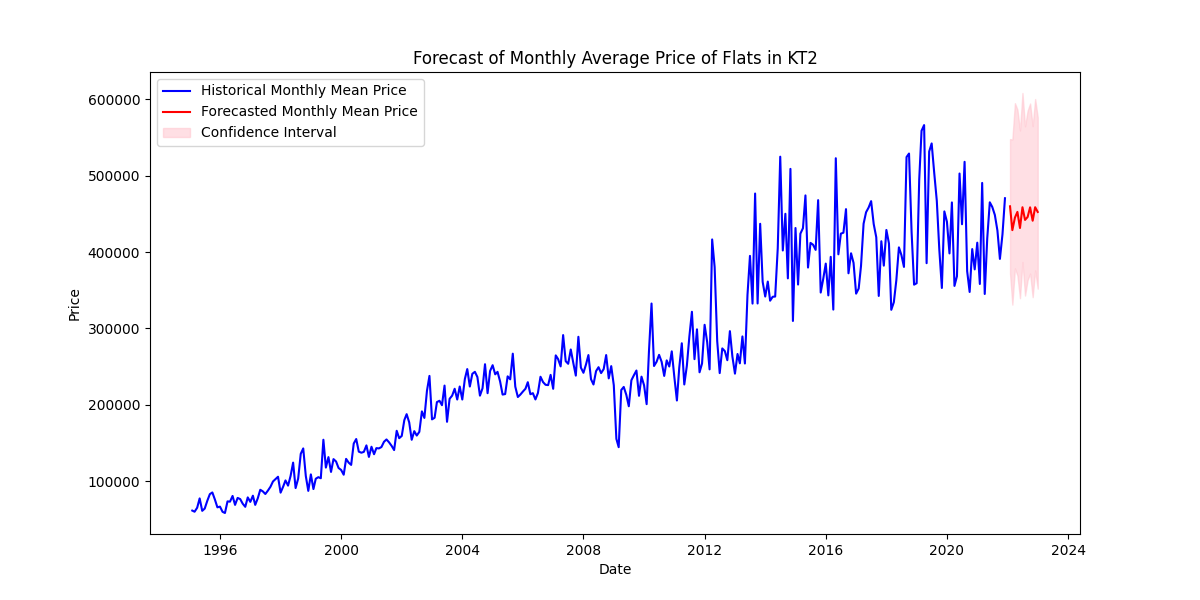 Forecast of Monthly Average Price of Flats in KT2
Historical Monthly Mean Price
Forecasted Monthly Mean Price
Confidence Interval
600000
500000
400000
300000
200000
100000
Price
1996 2000 2004 2008 2012 2016 2020 2024
Date